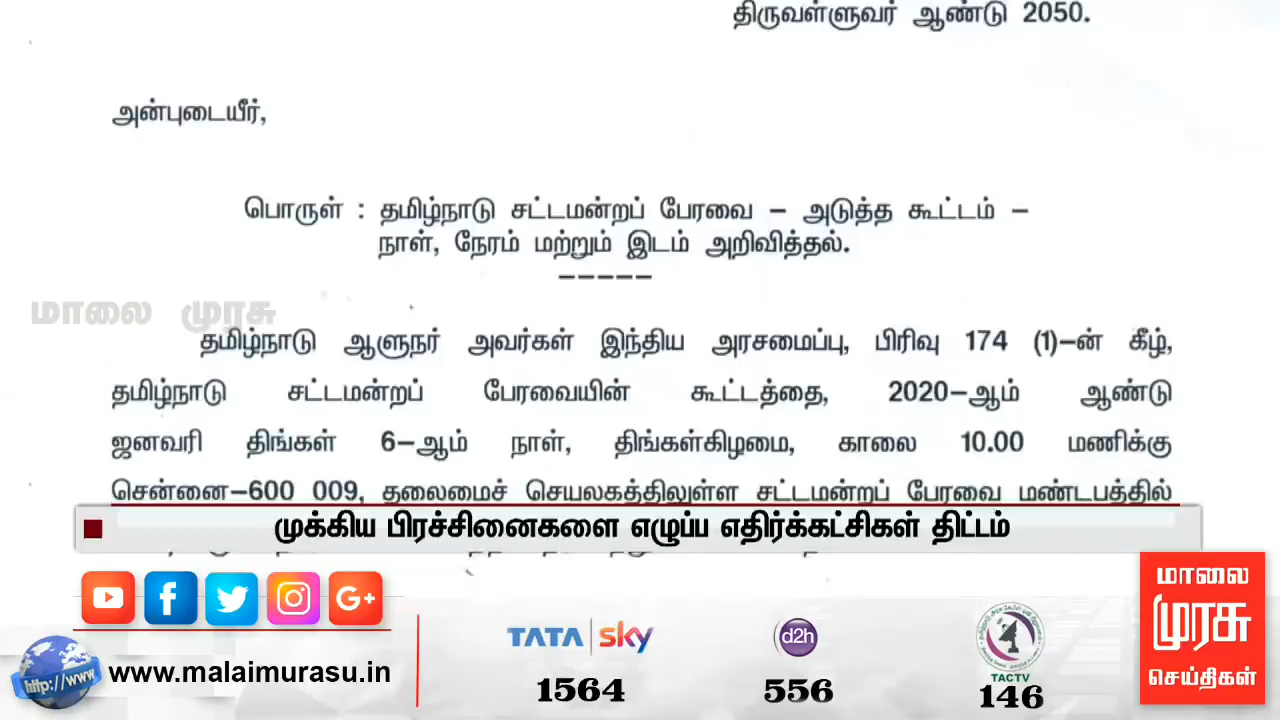 திருவள்ளுவர் ஆண்டு 2050.
அன்புடையீர்,
பொருள் : தமிழ்நாடு சட்டமன்றப் பேரவை – அடுத்த கூட்டம் –
நாள், நேரம் மற்றும் இடம் அறிவித்தல்.
-----
மாலை முரசு
தமிழ்நாடு ஆளுநர் அவர்கள் இந்திய அரசமைப்பு, பிரிவு 174 (1)–ன் கீழ்,
தமிழ்நாடு சட்டமன்றப் பேரவையின் கூட்டத்தை, 2020–ஆம் ஆண்டு
ஜனவரி திங்கள் 6–ஆம் நாள், திங்கள்கிழமை, காலை 10.00 மணிக்கு
சென்னை–600 009, தலைமைச் செயலகத்திலுள்ள சட்டமன்றப் பேரவை மண்டபத்தில்
முக்கிய பிரச்சினைகளை எழுப்ப எதிர்க்கட்சிகள் திட்டம்
G+
http://www
www.malaimurasu.in
TATA sky
1564
d2h
556
TACTV
146
மாலை
முரசு
செய்திகள்